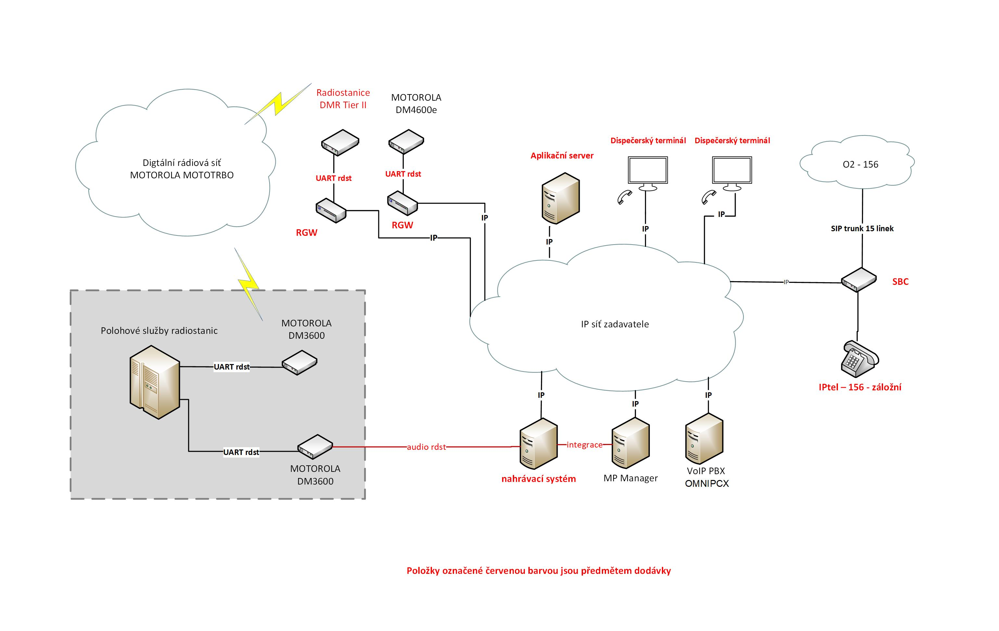 Radiostanice
DMR Tier II
MOTOROLA
DM4600e
Dispečerský terminál
Dispečerský terminál
Aplikační server
Digtální rádiová síť
MOTOROLA MOTOTRBO
O2 - 156
UART rdst
UART rdst
IP
IP
RGW
RGW
IP
IP
IP
SIP trunk 15 linek
IP
SBC
Polohové služby radiostanic
MOTOROLA
DM3600
IP síť zadavatele
UART rdst
IPtel – 156 - záložní
IP
IP
IP
UART rdst
audio rdst
integrace
MOTOROLA
DM3600
nahrávací systém
MP Manager
VoIP PBX
OMNIPCX
Položky označené červenou barvou jsou předmětem dodávky